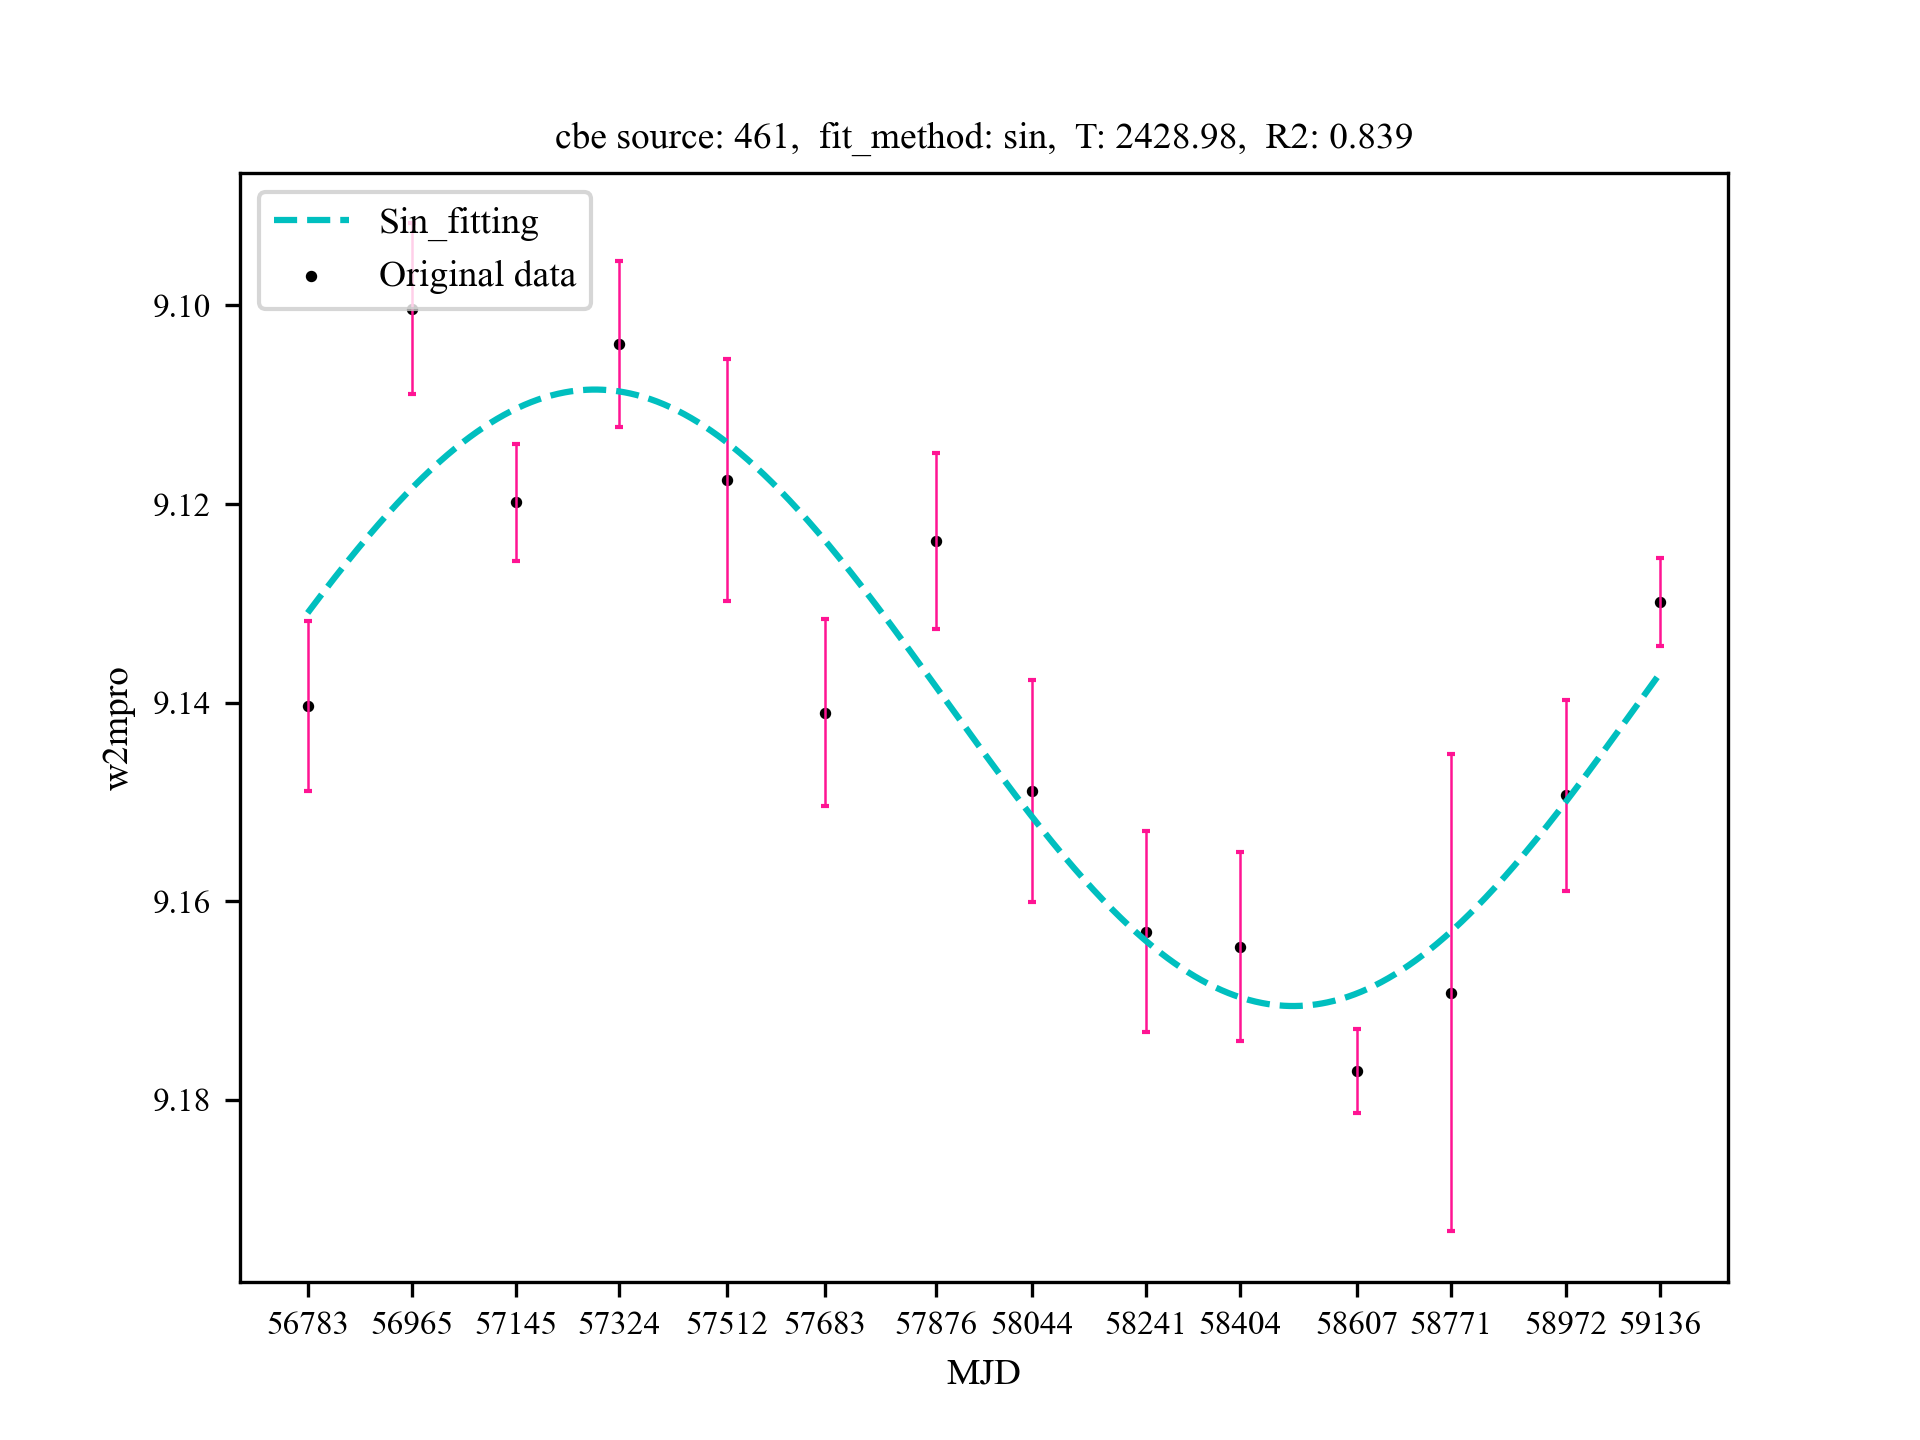 cbe source: 461,  fit_method: sin,  T: 2428.98,  R2: 0.839
Sin_fitting
Original data
9.10
9.12
9.14
9.16
9.18
w2mpro
56783 56965 57145 57324 57512 57683 57876 58044 58241 58404 58607 58771 58972 59136
MJD